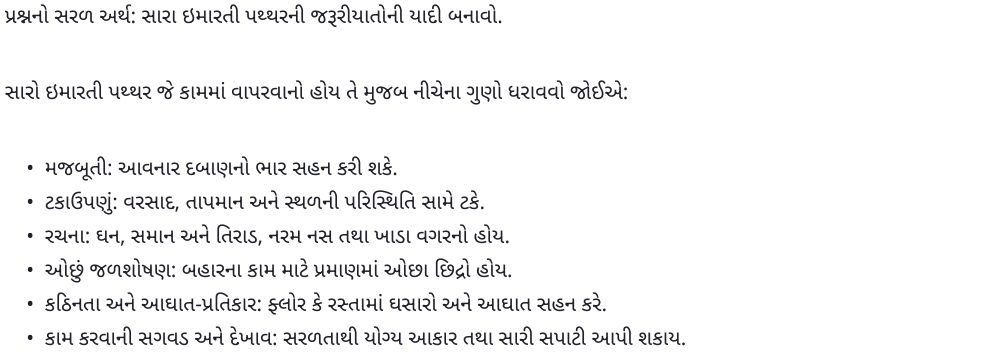 પ્રશ્નનો સરળ અર્થ: સારા ઇમારતી પથ્થરની જરૂરીયાતોની યાદી બનાવો.
સારો ઇમારતી પથ્થર જે કામમાં વાપરવાનો હોય તે મુજબ નીચેના ગુણો ધરાવવો જોઈએ:
• મજબૂતી: આવનાર દબાણનો ભાર સહન કરી શકે.
• ટકાઉપણું: વરસાદ, તાપમાન અને સ્થળની પરિસ્થિતિ સામે ટકે.
• રચના: ઘન, સમાન અને તિરાડ, નરમ નસ તથા ખાડા વગરનો હોય.
• ઓછું જળશોષણ: બહારના કામ માટે પ્રમાણમાં ઓછા છિદ્રો હોય.
• કઠિનતા અને આઘાત-પ્રતિકાર: ફ્લોર કે રસ્તામાં ઘસારો અને આઘાત સહન કરે.
• કામ કરવાની સગવડ અને દેખાવ: સરળતાથી યોગ્ય આકાર તથા સારી સપાટી આપી શકાય.